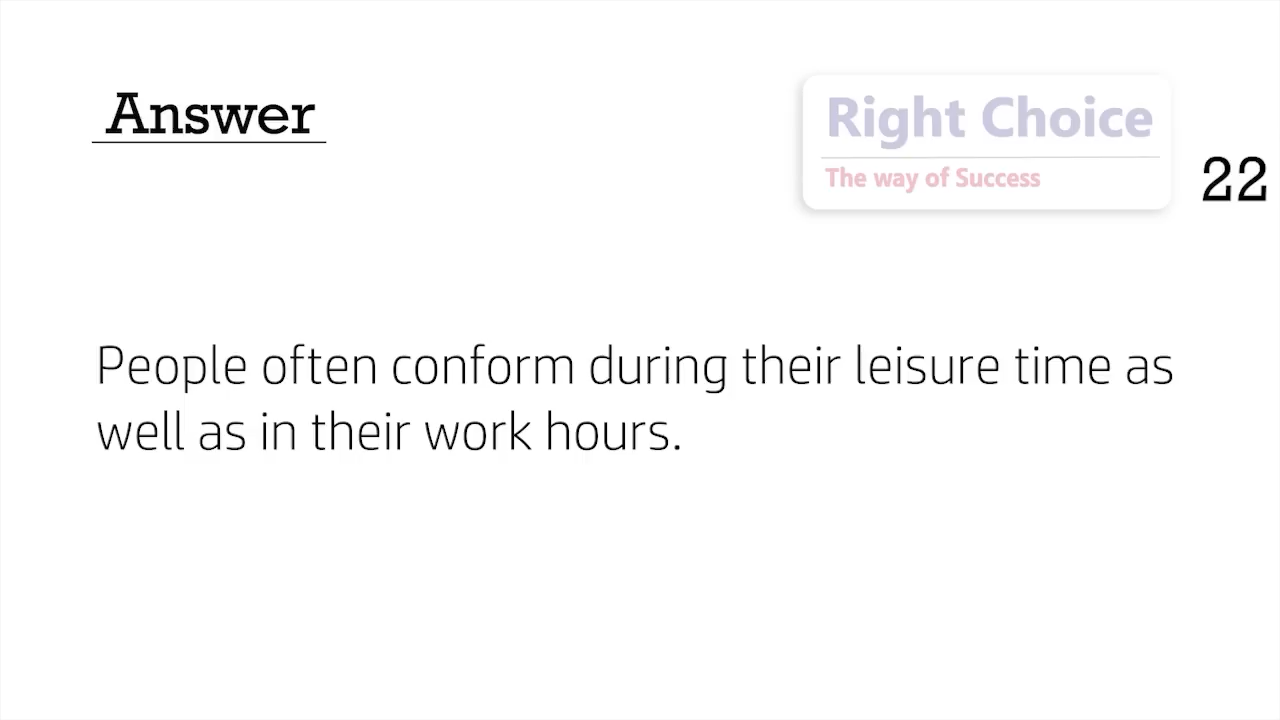 Answer
Right Choice
The way of Success
22
People often conform during their leisure time as
well as in their work hours.